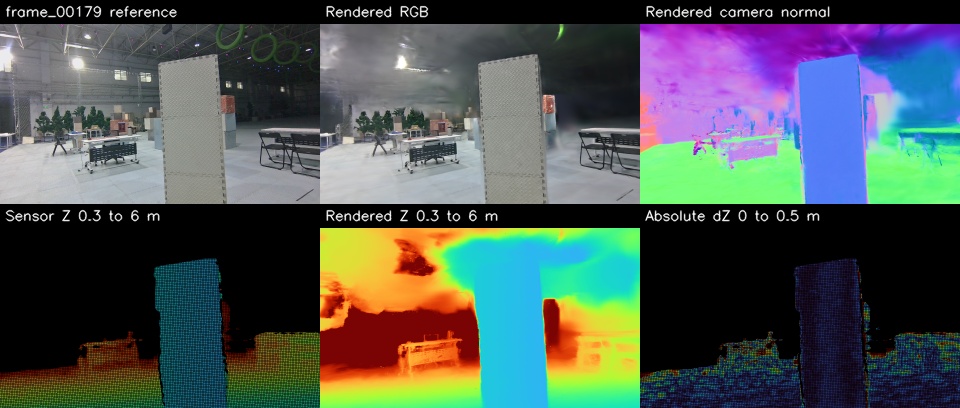 frame_00179 reference
Rendered RGB
Rendered camera normal
Sensor Z 0.3 to 6 m
Rendered Z 0.3 to 6 m
Absolute dZ 0 to 0.5 m